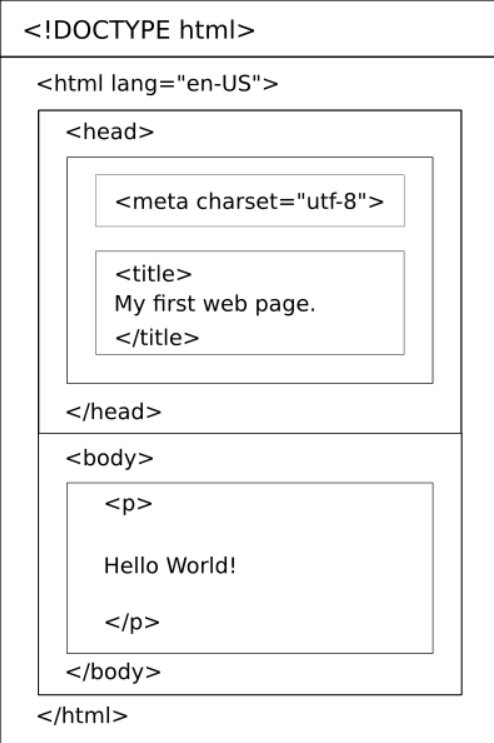 <!DOCTYPE html>
<html lang="en-US">
<head>
<meta charset="utf-8">
<title>
My first web page.
</title>
</head>
<body>
<p>
Hello World!
</p>
</body>
</html>